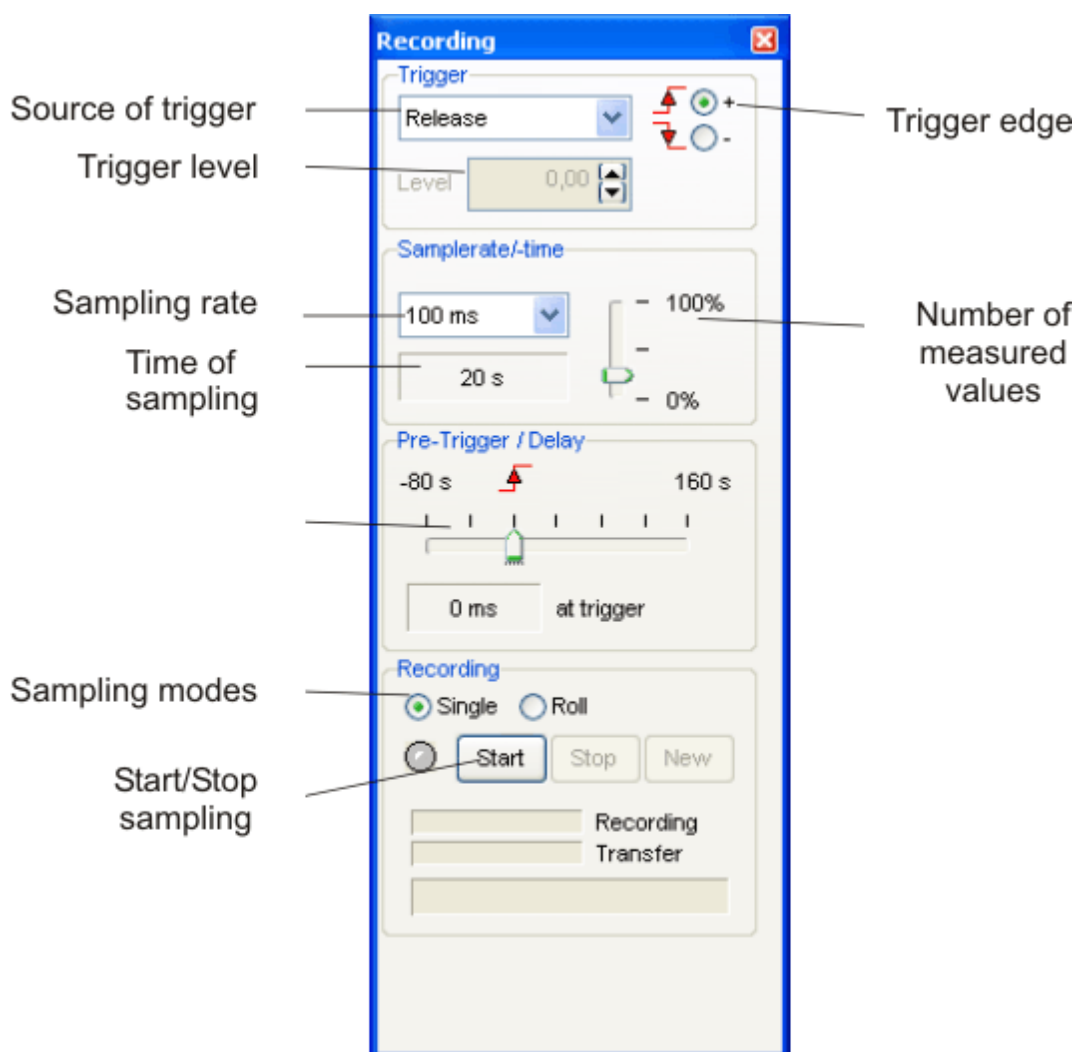 Recording
Trigger
Source of trigger
Release
+
-
Trigger edge
Trigger level
Level
0,00
Samplerate/-time
Sampling rate
100 ms
100%
Number of
measured
values
Time of
sampling
20 s
0%
Pre-Trigger / Delay
-80 s
160 s
0 ms
at trigger
Recording
Sampling modes
Single
Roll
Start/Stop
sampling
Start
Stop
New
Recording
Transfer